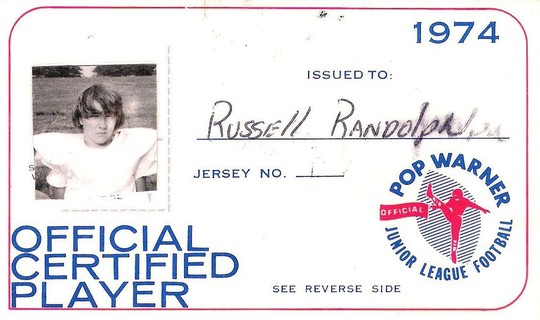 1974
ISSUED TO:
RUSSEll RANDOlph
JERSEY NO.
POP WARNER
OFFICIAL
JUNIOR LEAGUE FOOTBALL
OFFICIAL
CERTIFIED
PLAYER
SEE REVERSE SIDE